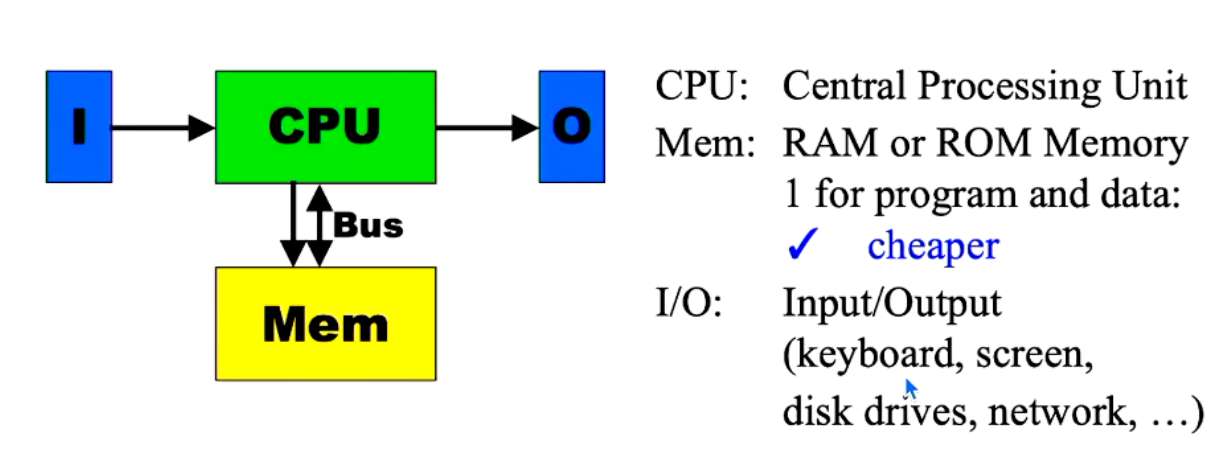 I
CPU
O
Bus
Mem
CPU: Central Processing Unit
Mem: RAM or ROM Memory
1 for program and data:
✓ cheaper
I/O: Input/Output
(keyboard, screen,
disk drives, network, …)